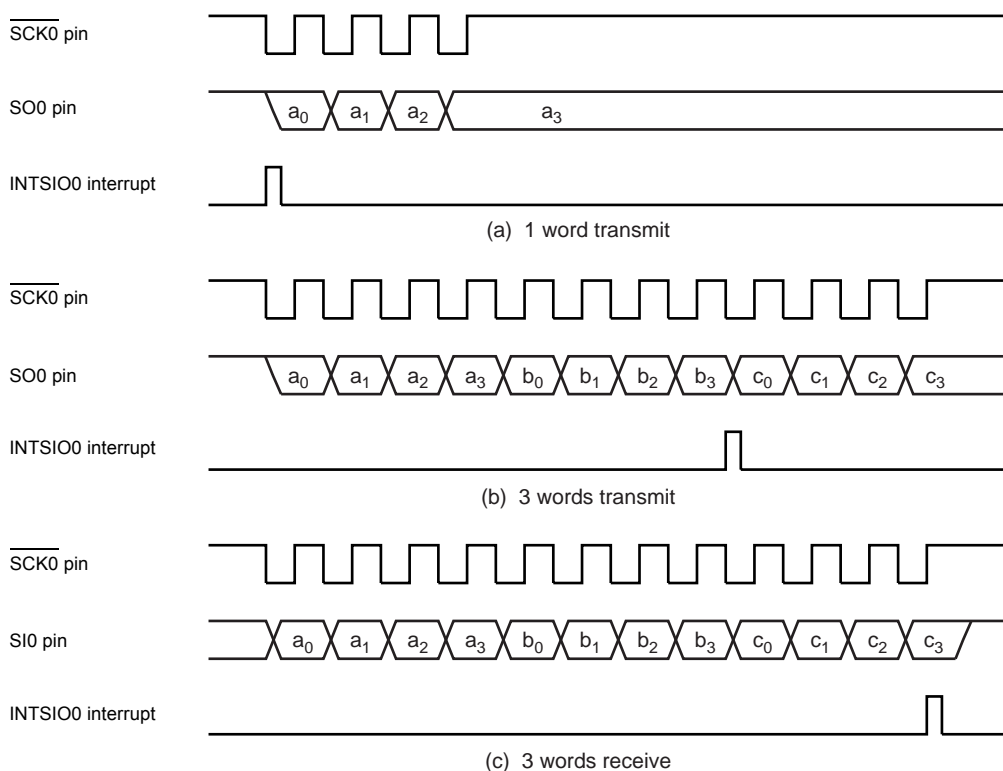 SCK0 pin
SO0 pin
a0 a1 a2 a3
INTSIO0 interrupt
(a) 1 word transmit
SCK0 pin
SO0 pin
a0 a1 a2 a3 b0 b1 b2 b3 c0 c1 c2 c3
INTSIO0 interrupt
(b) 3 words transmit
SCK0 pin
SI0 pin
a0 a1 a2 a3 b0 b1 b2 b3 c0 c1 c2 c3
INTSIO0 interrupt
(c) 3 words receive